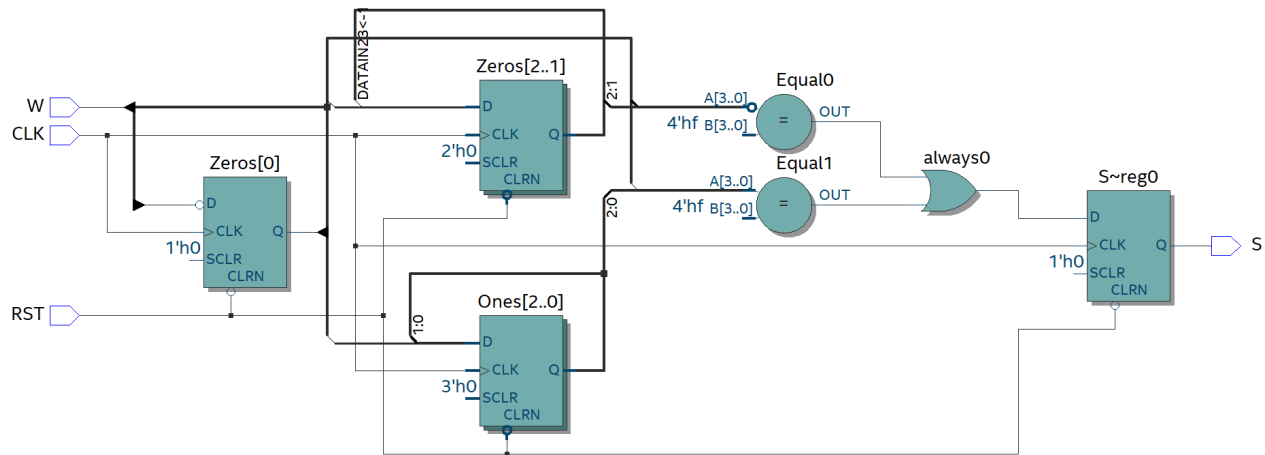 W
CLK
RST
Zeros[0]
D
CLK
1'h0
SCLR
CLRN
Q
DATAIN23<-1
Zeros[2..1]
D
CLK
2'h0
SCLR
CLRN
Q
2:1
1:0
Ones[2..0]
D
CLK
3'h0
SCLR
CLRN
Q
2:0
Equal0
A[3..0]
4'hf B[3..0]
=
OUT
Equal1
A[3..0]
4'hf B[3..0]
=
OUT
always0
S~reg0
D
CLK
1'h0
SCLR
CLRN
Q
S